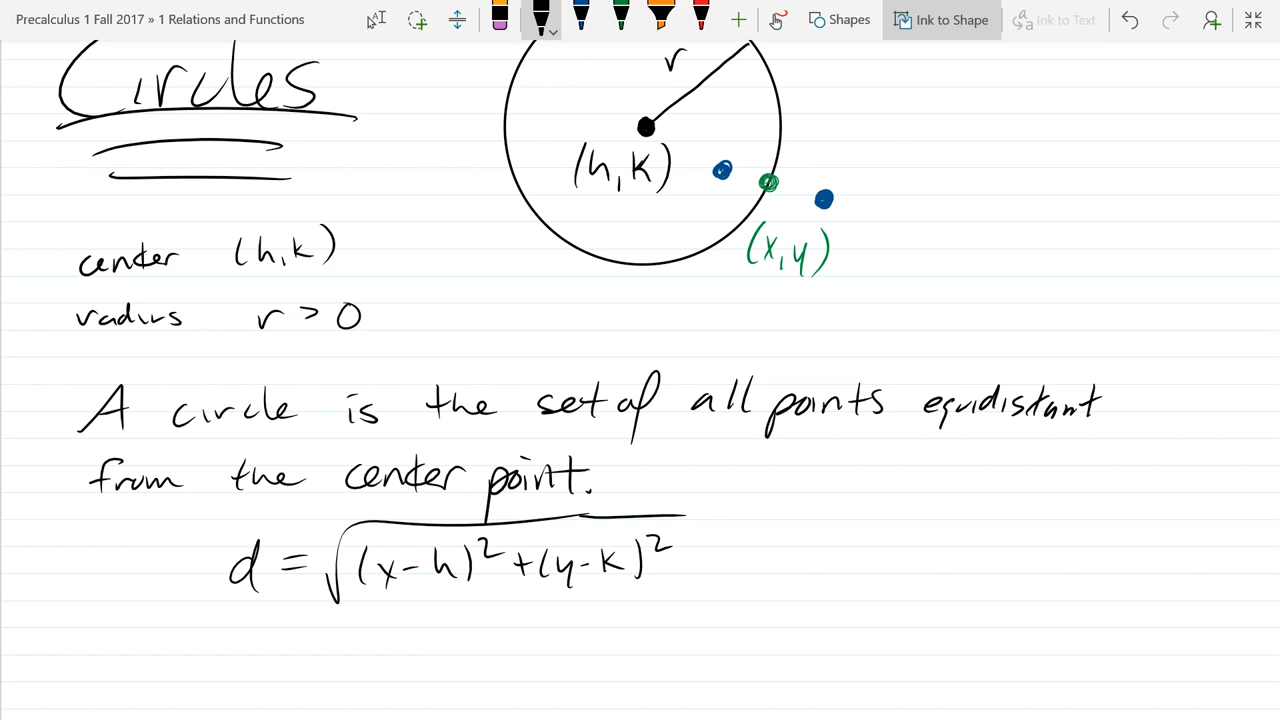 Precalculus 1 Fall 2017 » 1 Relations and Functions
Shapes
Ink to Shape
Ink to Text
Circles
r
(h,k)
(x,y)
center (h,k)
radius r > 0
A circle is the set of all points equidistant
from the center point.
d = √(x-h)² + (y-k)²